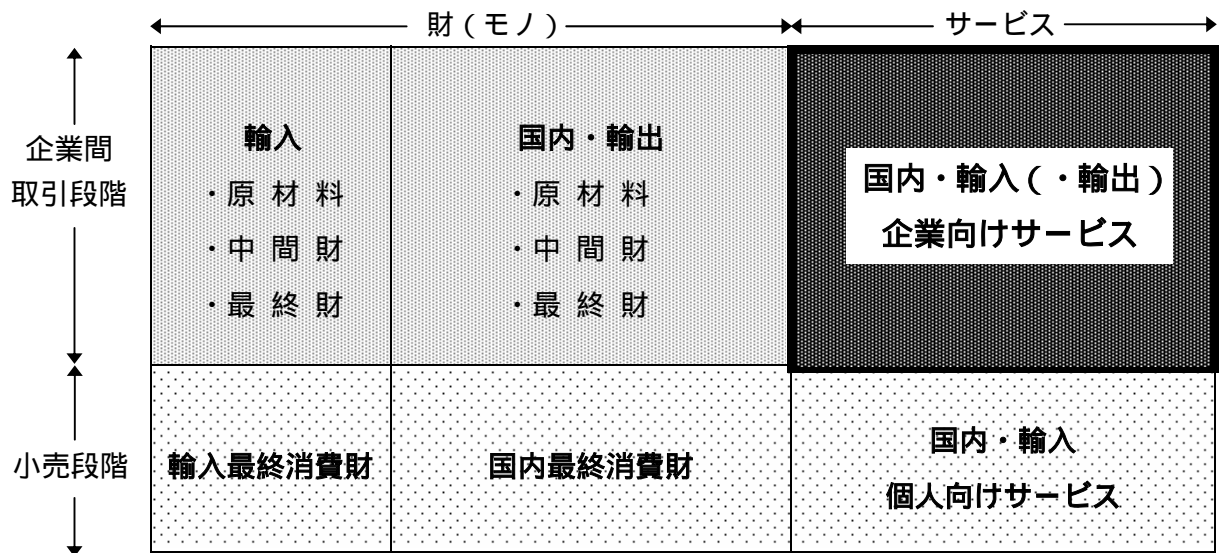 財（モノ）
サービス
企業間
取引段階
輸入
・原 材 料
・中 間 財
・最 終 財
国内・輸出
・原 材 料
・中 間 財
・最 終 財
国内・輸入（・輸出）
企業向けサービス
小売段階
輸入最終消費財
国内最終消費財
国内・輸入
個人向けサービス